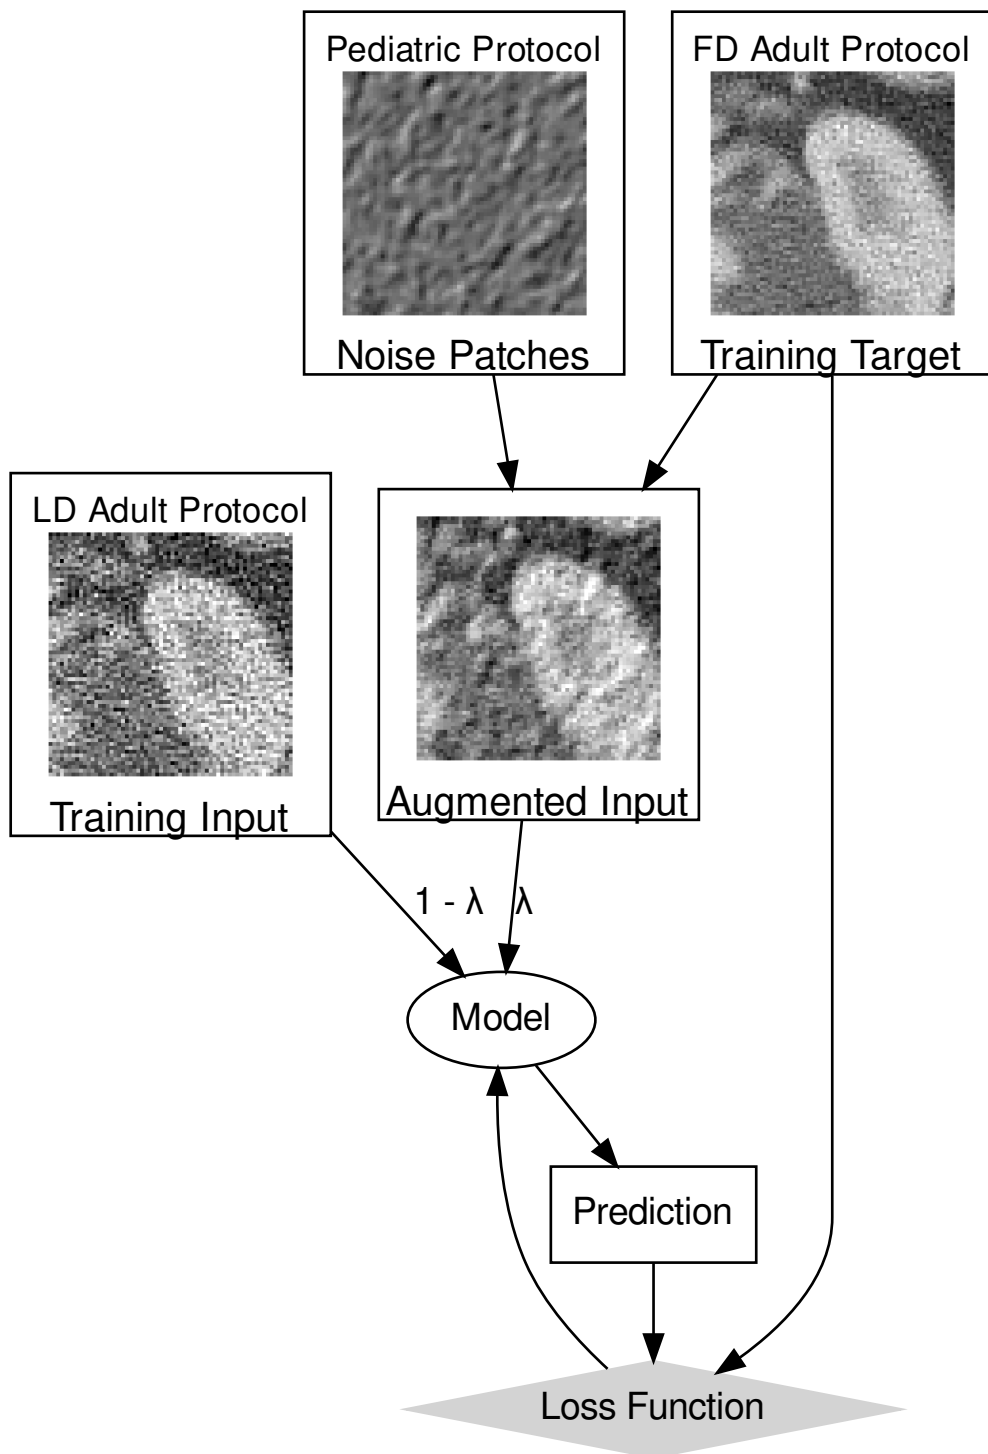 Pediatric Protocol
Noise Patches
FD Adult Protocol
Training Target
LD Adult Protocol
Training Input
Augmented Input
1 - λ
λ
Model
Prediction
Loss Function